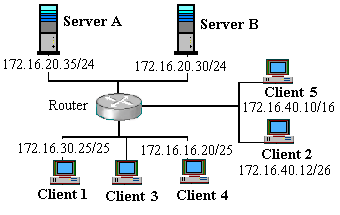 Server A
Server B
172.16.20.35/24
172.16.20.30/24
Client 5
Router
172.16.40.10/16
172.16.30.25/25
172.16.16.20/25
Client 2
172.16.40.12/26
Client 1
Client 3
Client 4